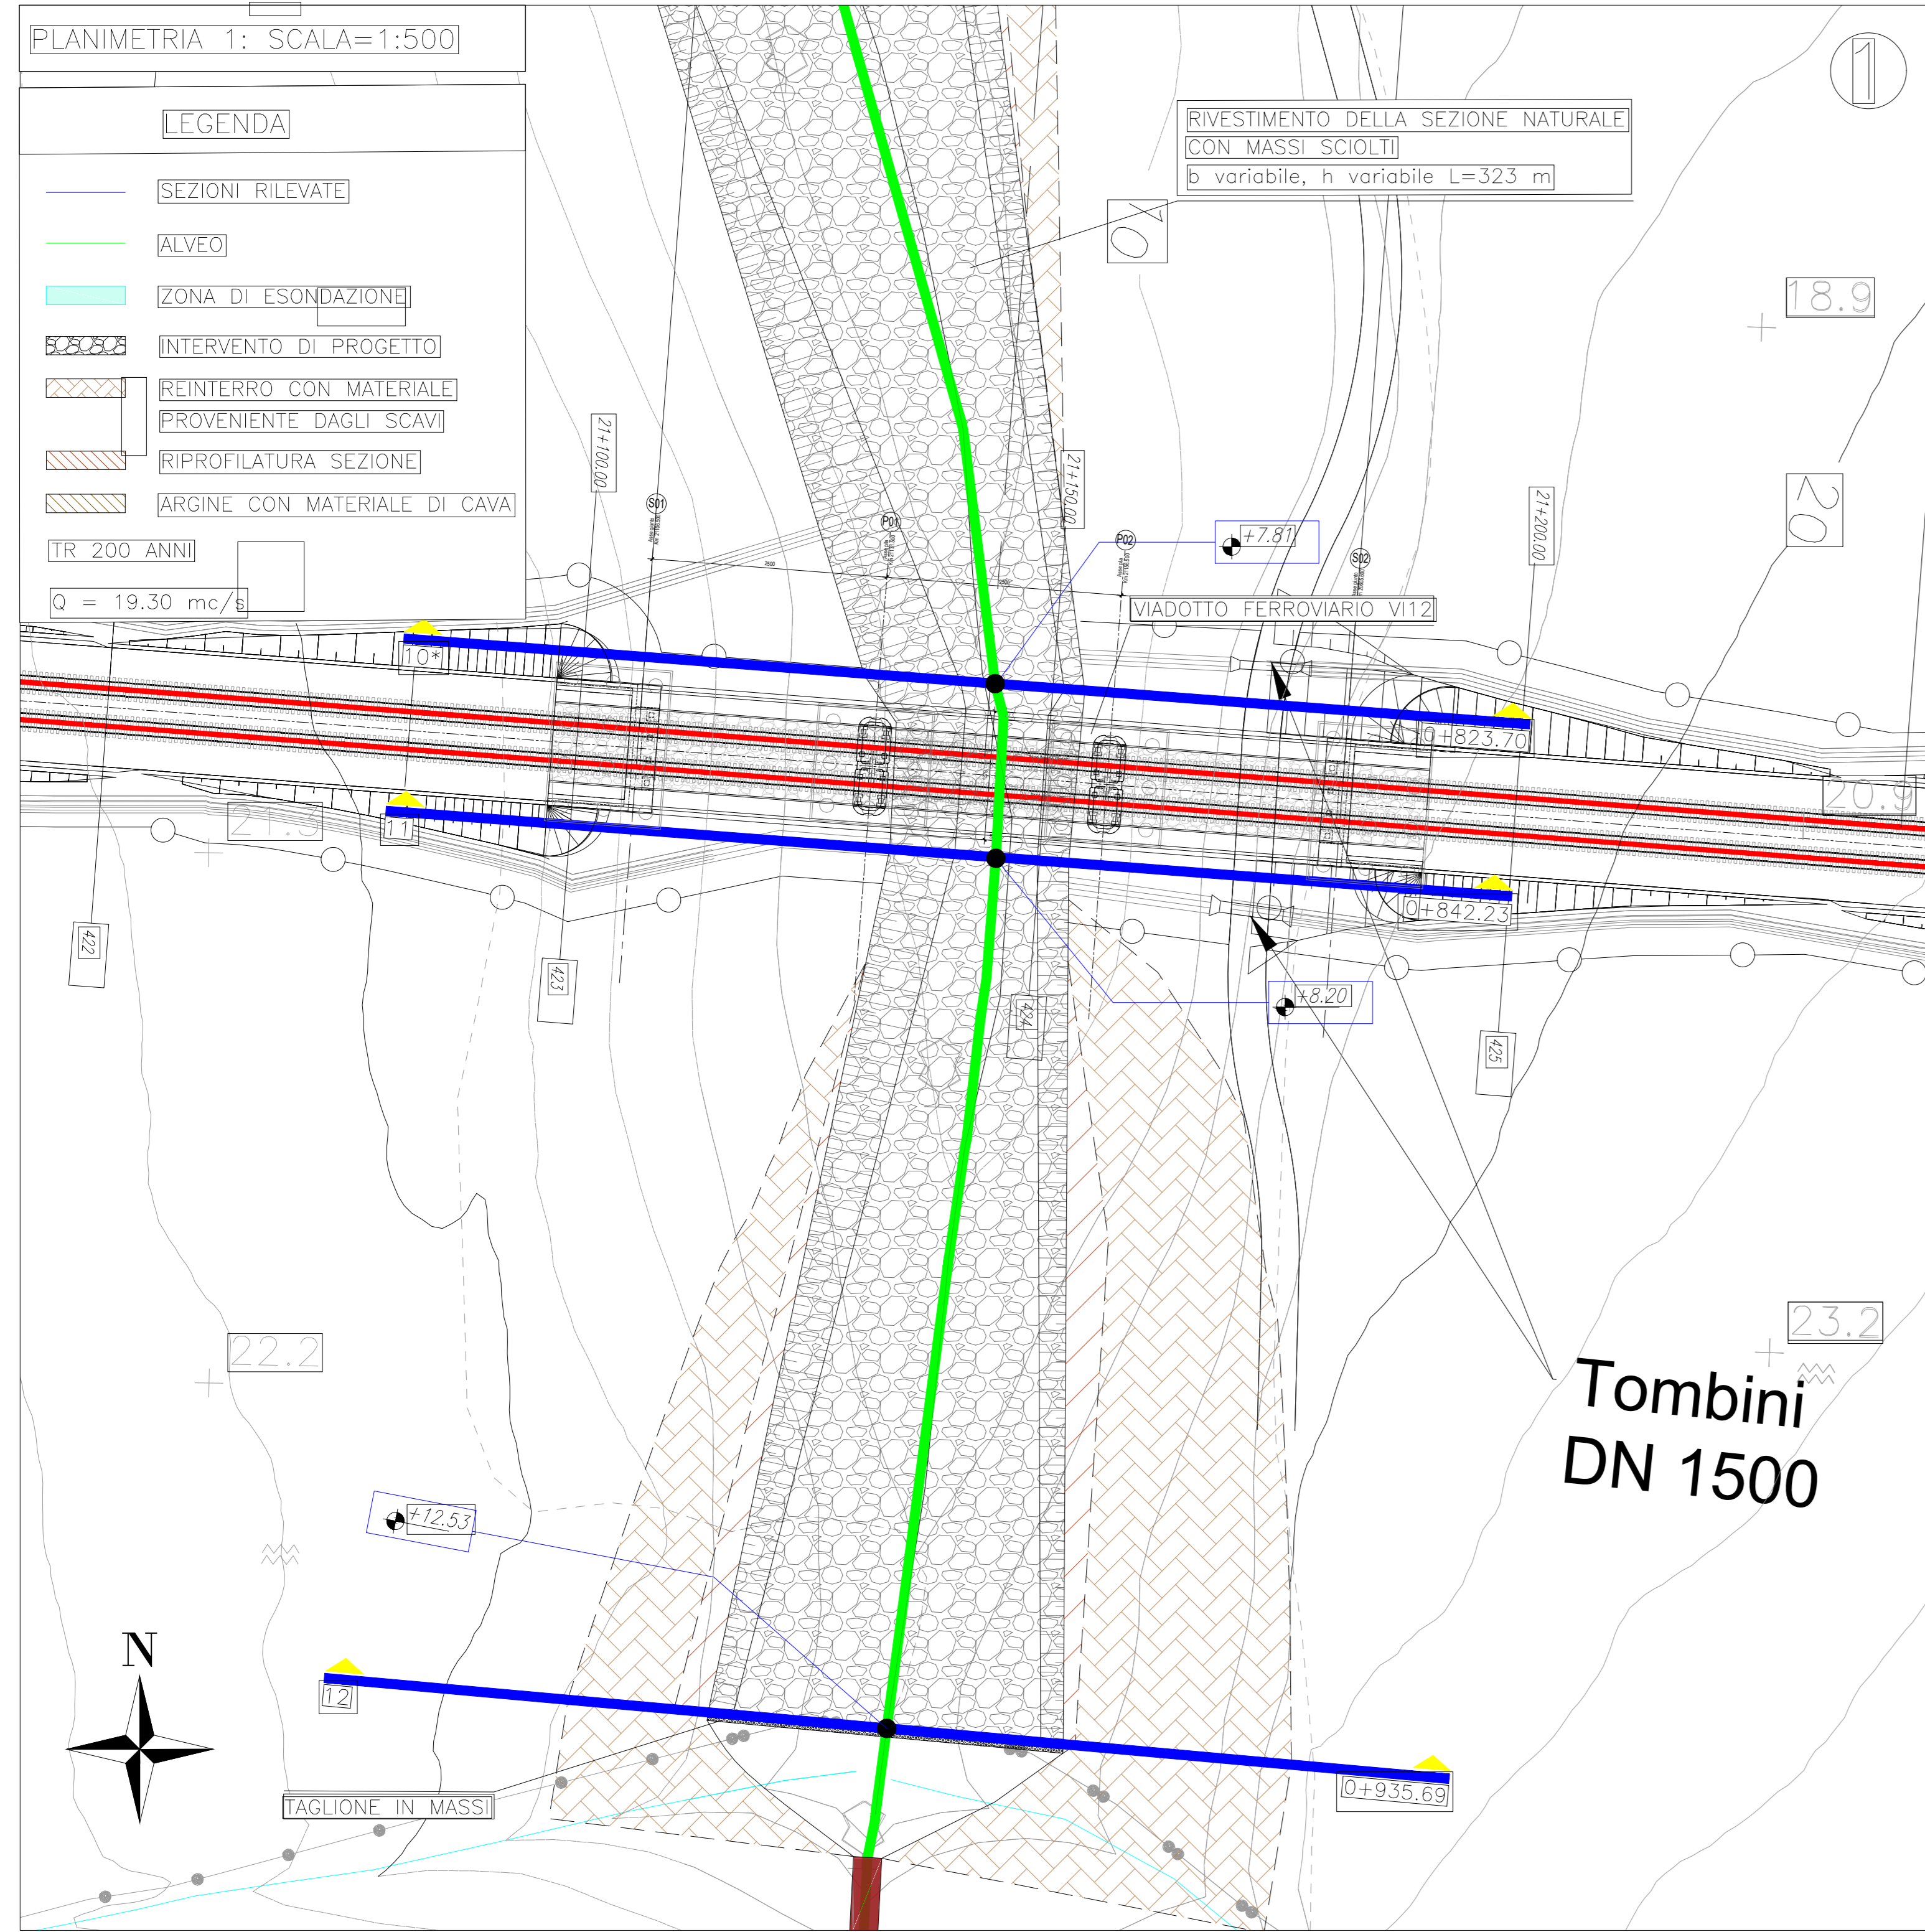 PLANIMETRIA 1: SCALA=1:500
1
LEGENDA
SEZIONI RILEVATE
ALVEO
ZONA DI ESONDAZIONE
INTERVENTO DI PROGETTO
REINTERRO CON MATERIALE
PROVENIENTE DAGLI SCAVI
RIPROFILATURA SEZIONE
ARGINE CON MATERIALE DI CAVA
TR 200 ANNI
Q = 19.30 mc/s
RIVESTIMENTO DELLA SEZIONE NATURALE
CON MASSI SCIOLTI
b variabile, h variabile L=323 m
18.9
20
21+100.00
21+150.00
21+200.00
S01
P01
P02
S02
2500
+7.81
VIADOTTO FERROVIARIO VI12
10*
0+823.70
21.3
20.9
11
0+842.23
422
423
424
425
+8.20
22.2
23.2
Tombini
DN 1500
+12.53
N
12
0+935.69
TAGLIONE IN MASSI